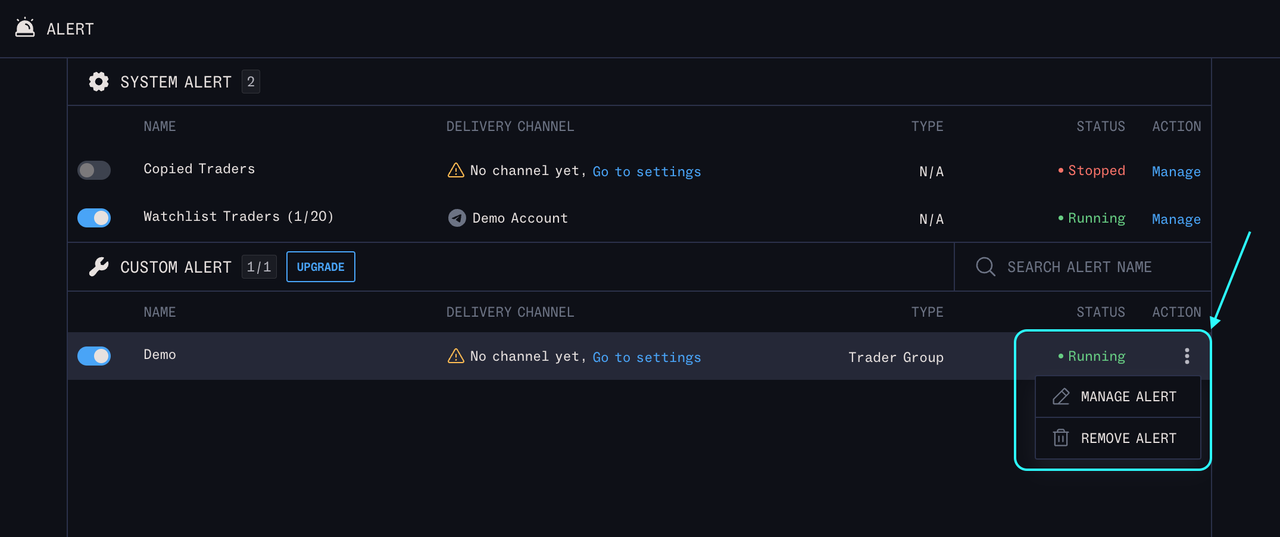 ALERT
SYSTEM ALERT 2
NAME DELIVERY CHANNEL TYPE STATUS ACTION
Copied Traders No channel yet, Go to settings N/A Stopped Manage
Watchlist Traders (1/20) Demo Account N/A Running Manage
CUSTOM ALERT 1/1 UPGRADE SEARCH ALERT NAME
NAME DELIVERY CHANNEL TYPE STATUS ACTION
Demo No channel yet, Go to settings Trader Group Running
MANAGE ALERT
REMOVE ALERT